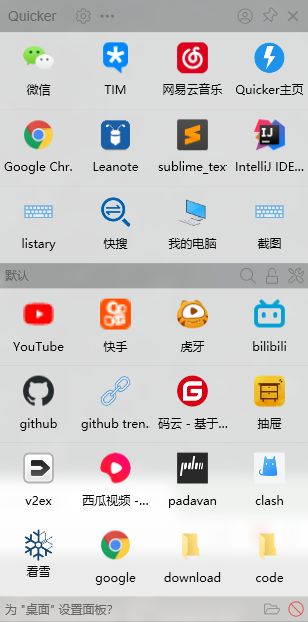 Quicker
微信 TIM 网易云音乐 Quicker主页
Google Chr. Leanote sublime_tex IntelliJ IDE...
listary 快搜 我的电脑 截图
默认
YouTube 快手 虎牙 bilibili
github github tren.. 码云 - 基于... 抽屉
v2ex 西瓜视频 -... padavan clash
看雪 google download code
为 "桌面" 设置面板?